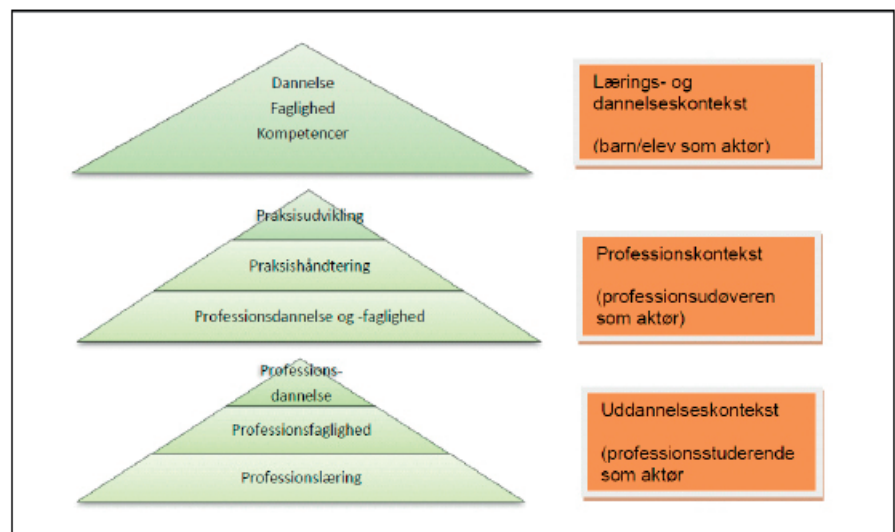 Dannelse
Faglighed
Kompetencer
Lærings- og
dannelseskontekst
(barn/elev som aktør)
Praksisudvikling
Praksishåndtering
Professionsdannelse og -faglighed
Professionskontekst
(professionsudøveren
som aktør)
Professions-
dannelse
Professionsfaglighed
Professionslæring
Uddannelseskontekst
(professionsstuderende
som aktør